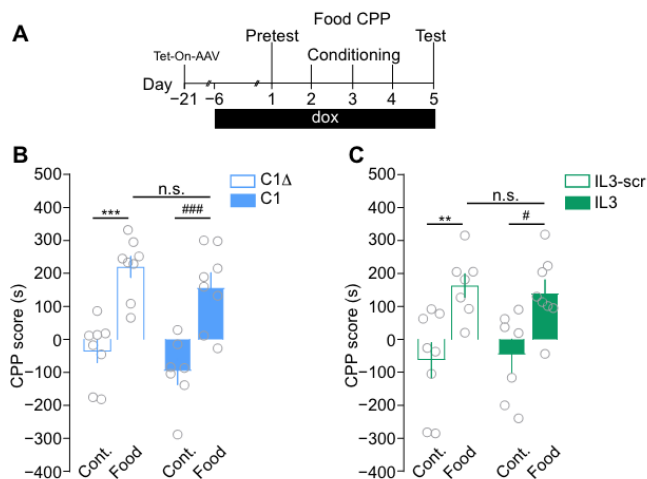 A
Food CPP
Pretest
Test
Tet-On-AAV
Conditioning
Day
−21 −6 1 2 3 4 5
dox
B
C1Δ
C1
n.s.
***
###
CPP score (s)
500
400
300
200
100
0
−100
−200
−300
−400
Cont.
Food
Cont.
Food
C
IL3-scr
IL3
n.s.
**
#
CPP score (s)
500
400
300
200
100
0
−100
−200
−300
−400
Cont.
Food
Cont.
Food